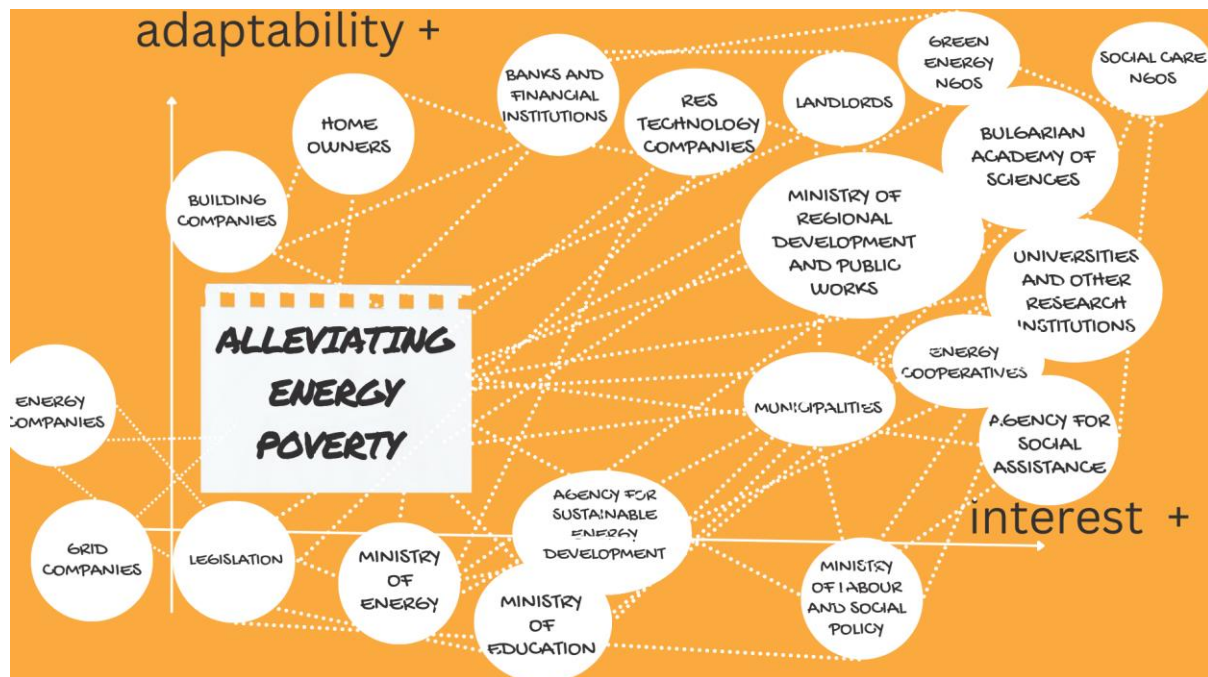 adaptability +
GREEN
ENERGY
NGOS
SOCIAL CARE
NGOS
BANKS AND
FINANCIAL
INSTITUTIONS
RES
TECHNOLOGY
COMPANIES
LANDLORDS
HOME
OWNERS
BULGARIAN
ACADEMY OF
SCIENCES
BUILDING
COMPANIES
MINISTRY OF
REGIONAL
DEVELOPMENT
AND PUBLIC
WORKS
UNIVERSITIES
AND OTHER
RESEARCH
INSTITUTIONS
ALLEVIATING
ENERGY
POVERTY
ENERGY
COOPERATIVES
ENERGY
COMPANIES
MUNICIPALITIES
AGENCY FOR
SOCIAL
ASSISTANCE
interest +
AGENCY FOR
SUSTAINABLE
ENERGY
DEVELOPMENT
GRID
COMPANIES
LEGISLATION
MINISTRY
OF
ENERGY
MINISTRY
OF
EDUCATION
MINISTRY
OF LABOUR
AND SOCIAL
POLICY